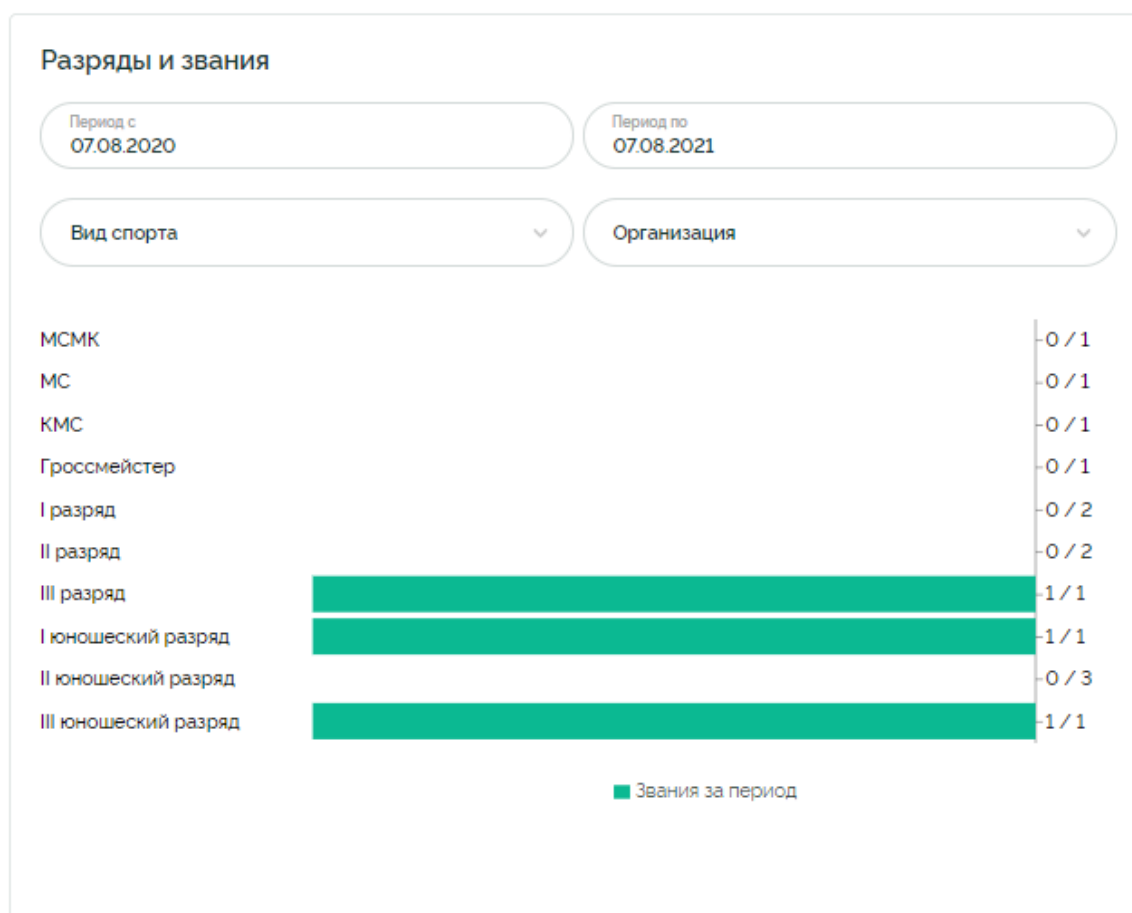 Разряды и звания
Период с
07.08.2020
Период по
07.08.2021
Вид спорта
Организация
МСМК 0 / 1
МС 0 / 1
КМС 0 / 1
Гроссмейстер 0 / 1
I разряд 0 / 2
II разряд 0 / 2
III разряд 1 / 1
I юношеский разряд 1 / 1
II юношеский разряд 0 / 3
III юношеский разряд 1 / 1
Звания за период